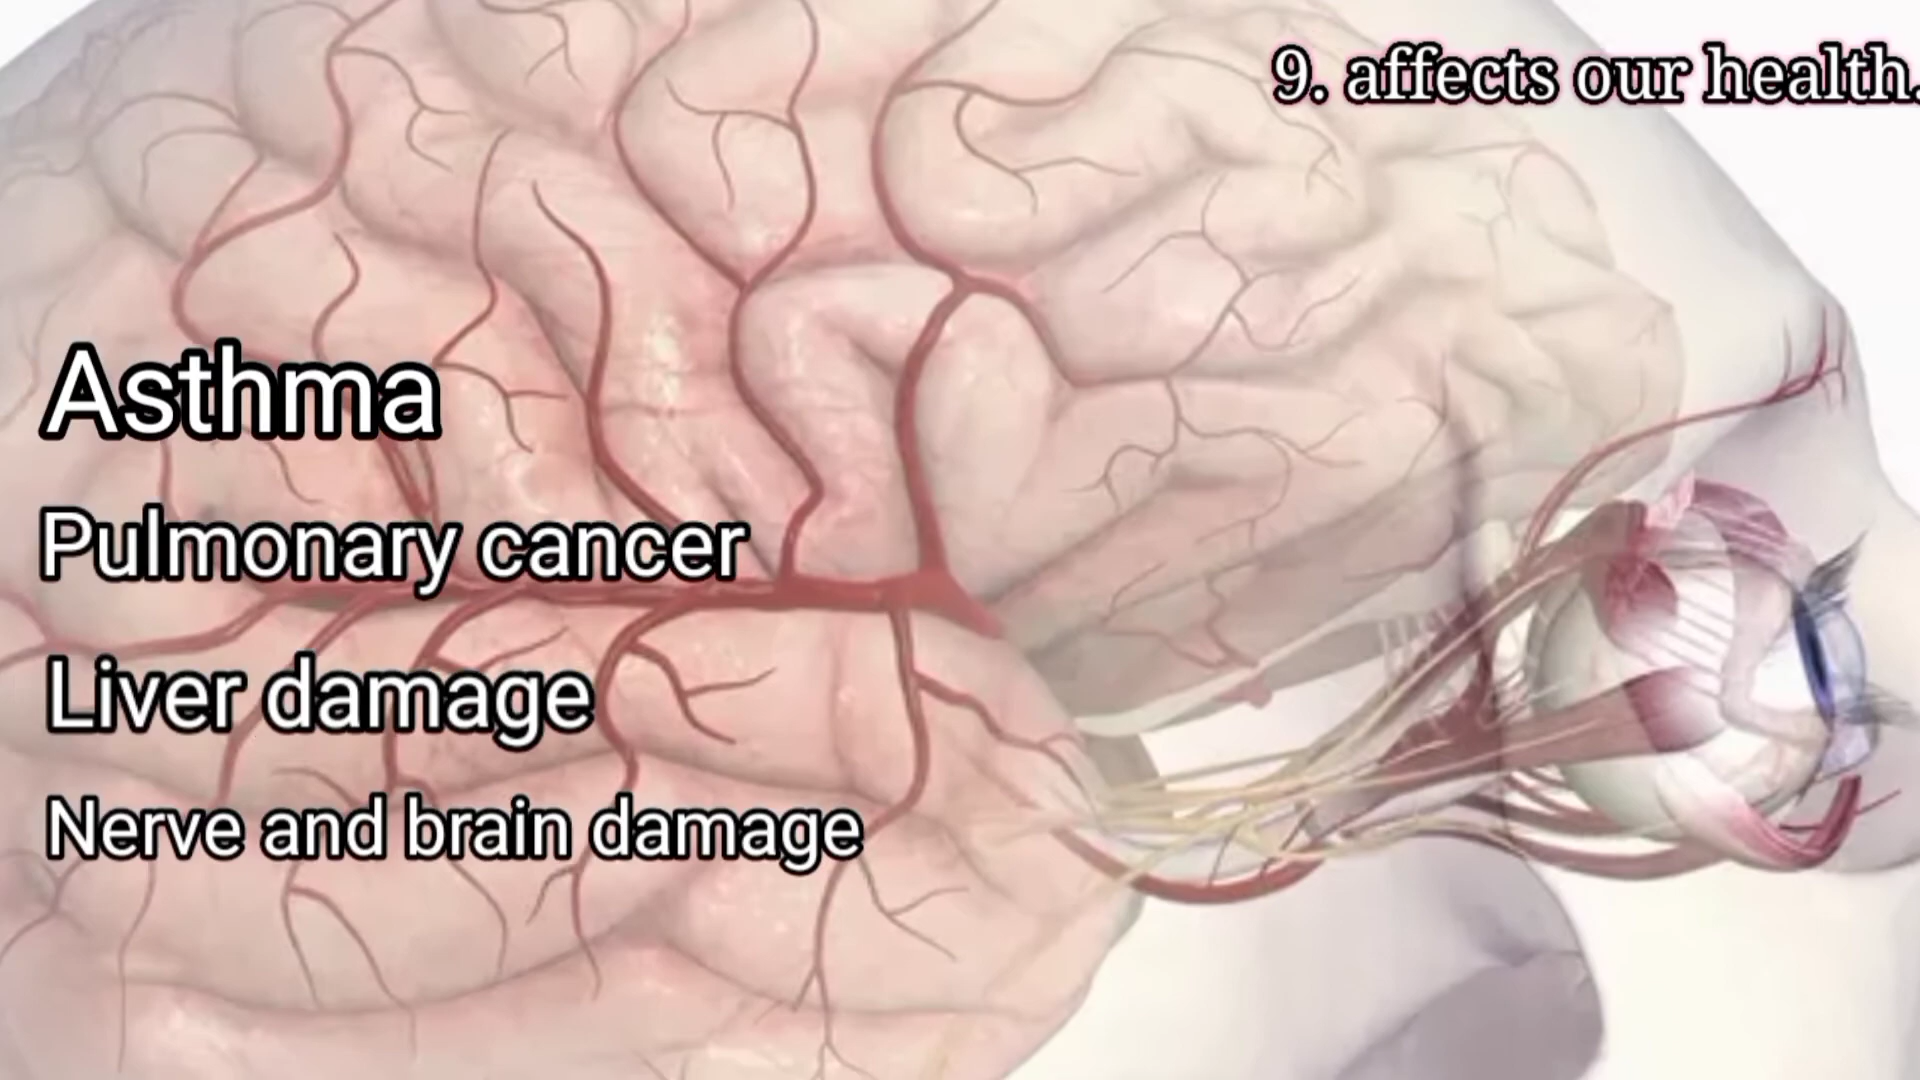 9. affects our health.
Asthma
Pulmonary cancer
Liver damage
Nerve and brain damage